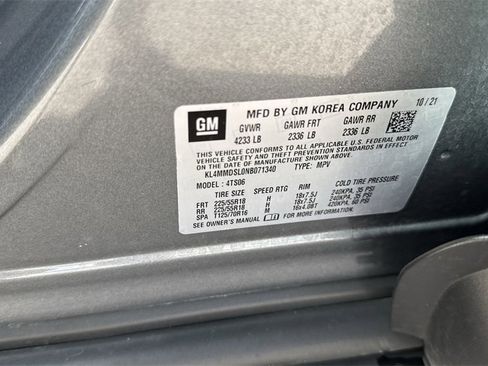 GM
MFD BY GM KOREA COMPANY 10/21
GVWR GAWR FRT GAWR RR
4233 LB 2336 LB 2336 LB
THIS VEHICLE CONFORMS TO ALL APPLICABLE U.S. FEDERAL MOTOR
VEHICLE SAFETY, BUMPER, AND THEFT PREVENTION STANDARDS IN EFFECT
ON THE DATE OF MANUFACTURE SHOWN ABOVE.
KL4MMDSL0NB071340 TYPE: MPV
MODEL: 4TS06
TIRE SIZE SPEED RTG RIM COLD TIRE PRESSURE
FRT 225/55R18 H 18x7.5J 240KPA, 35 PSI
RR 225/55R18 H 18x7.5J 240KPA, 35 PSI
SPA T125/70R16 M 16x4.0BT 420KPA, 60 PSI
SEE OWNER'S MANUAL FOR MORE INFORMATION.